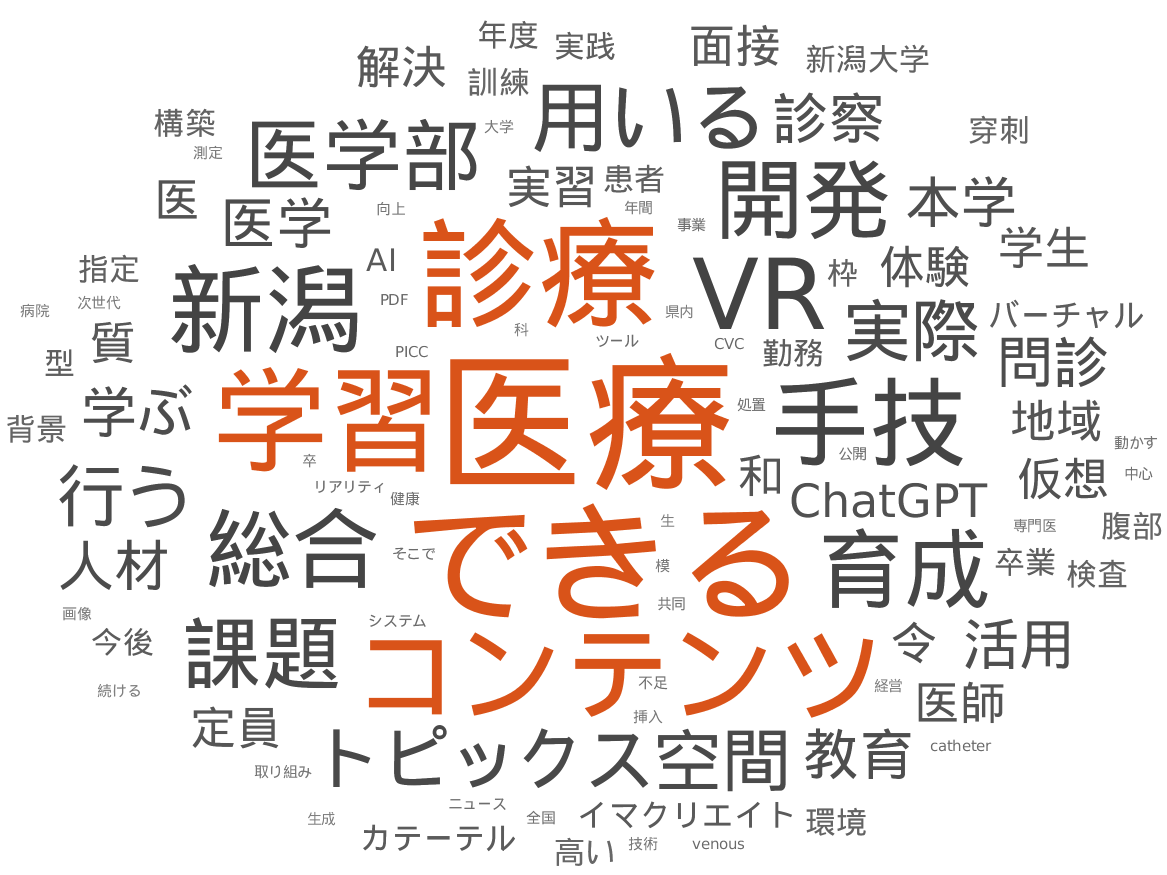 年度
実践
面接
新潟大学
解決
訓練
用いる
診察
構築
測定
医学部
大学
穿刺
医
医学
実習
患者
開発
本学
向上
年間
事業
学生
指定
新潟
AI
診療
VR
枠
体験
次世代
病院
PDF
県内
実際
バーチャル
質
型
PICC
科
ツール
CVC
勤務
問診
学ぶ
背景
学習
医療
処置
手技
地域
動かす
卒
公開
行う
リアリティ
健康
和
ChatGPT
仮想
中心
人材
総合
そこで
できる
生
模
共同
育成
専門医
卒業
腹部
検査
画像
今後
課題
システム
コンテンツ
令
活用
続ける
不足
経営
医師
定員
挿入
取り組み
トピックス
空間
教育
catheter
生成
ニュース
全国
イマクリエイト
環境
カテーテル
高い
技術
venous